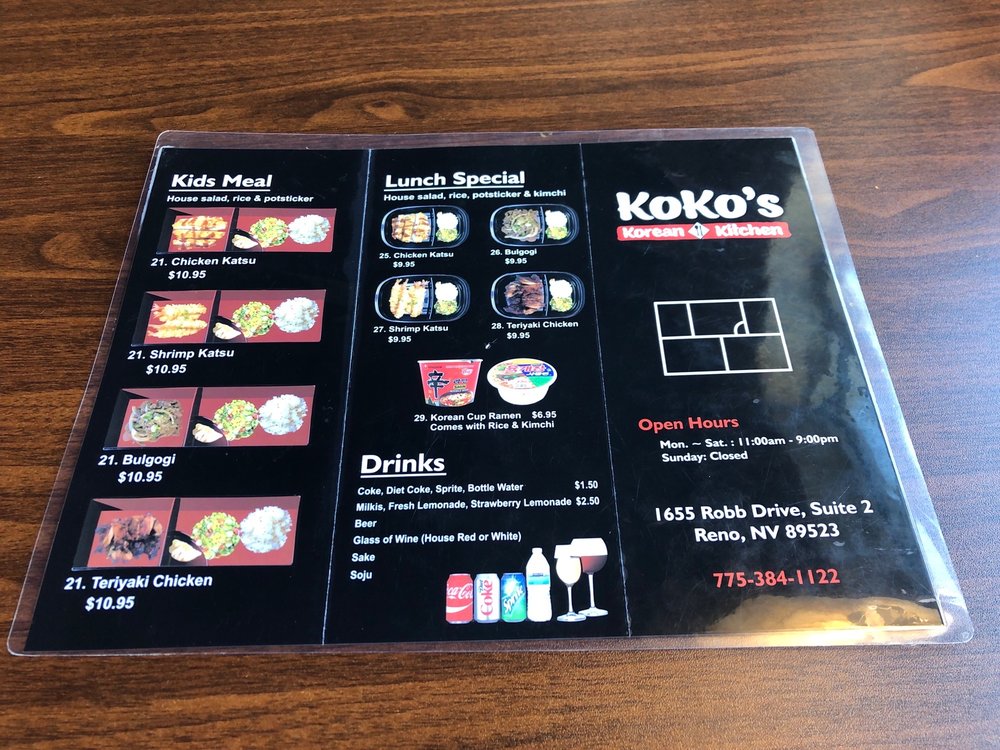 Kids Meal
House salad, rice & potsticker
21. Chicken Katsu
$10.95
21. Shrimp Katsu
$10.95
21. Bulgogi
$10.95
21. Teriyaki Chicken
$10.95
Lunch Special
House salad, rice, potsticker & kimchi
25. Chicken Katsu
$9.95
26. Bulgogi
$9.95
27. Shrimp Katsu
$9.95
28. Teriyaki Chicken
$9.95
辛
29. Korean Cup Ramen $6.95
Comes with Rice & Kimchi
Drinks
Coke, Diet Coke, Sprite, Bottle Water $1.50
Milkis, Fresh Lemonade, Strawberry Lemonade $2.50
Beer
Glass of Wine (House Red or White)
Sake
Soju
Coca-Cola
coke
Sprite
KoKo's
Korean Kitchen
Open Hours
Mon. ~ Sat. : 11:00am - 9:00pm
Sunday: Closed
1655 Robb Drive, Suite 2
Reno, NV 89523
775-384-1122